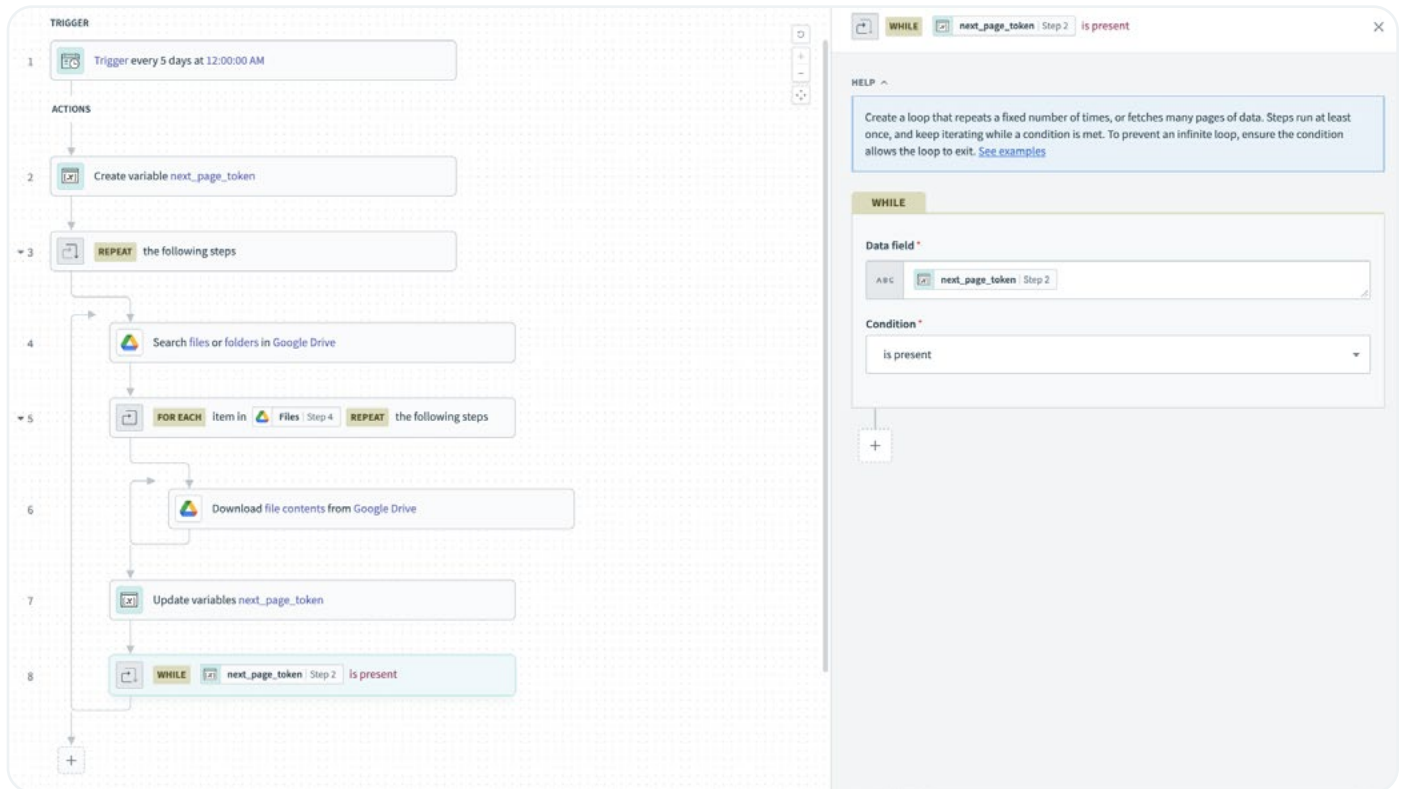 TRIGGER
1 Trigger every 5 days at 12:00:00 AM
ACTIONS
2 Create variable next_page_token
3 REPEAT the following steps
4 Search files or folders in Google Drive
5 FOR EACH item in Files Step 4 REPEAT the following steps
6 Download file contents from Google Drive
7 Update variables next_page_token
8 WHILE next_page_token Step 2 is present
WHILE next_page_token Step 2 is present
HELP
Create a loop that repeats a fixed number of times, or fetches many pages of data. Steps run at least
once, and keep iterating while a condition is met. To prevent an infinite loop, ensure the condition
allows the loop to exit. See examples
WHILE
Data field *
ABC next_page_token Step 2
Condition *
is present